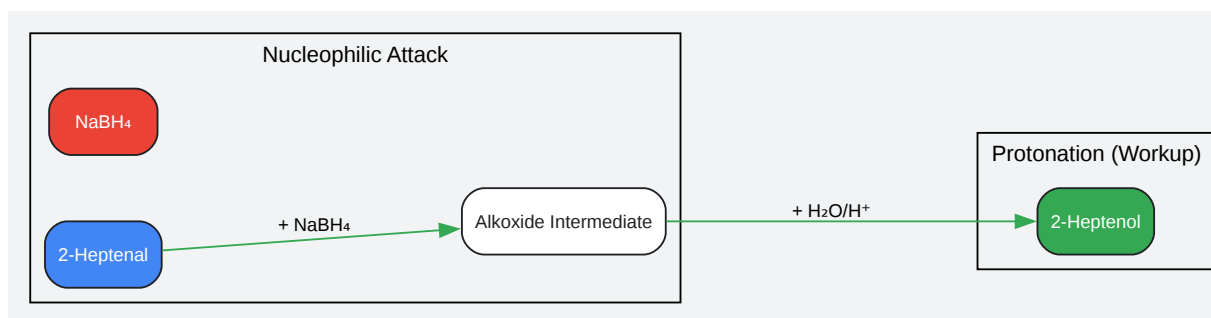 Nucleophilic Attack
NaBH₄
2-Heptenal
+ NaBH₄
Alkoxide Intermediate
+ H₂O/H⁺
Protonation (Workup)
2-Heptenol